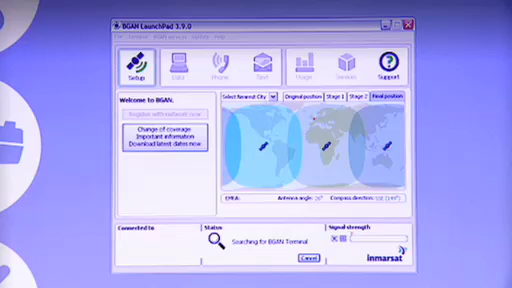 BGAN LaunchPad 3.9.0
Setup
Data
Phone
Text
Usage
Services
Support
Welcome to BGAN.
Register with network now
Change of coverage
Important information
Download latest dates now
Select Nearest City
Original position
Stage 1
Stage 2
Final position
EMEA:
Antenna angle:
Compass direction:
Connected to
Status
Searching for BGAN Terminal
Cancel
Signal strength
inmarsat